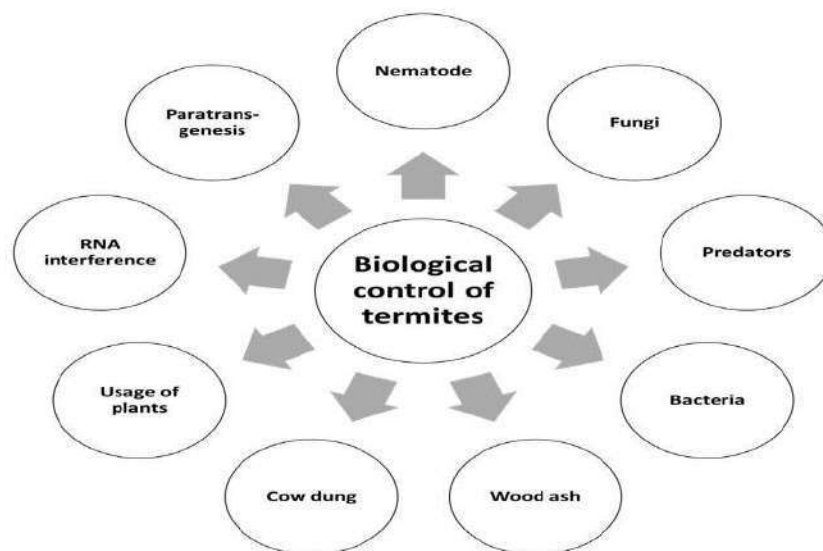 Nematode
Fungi
Predators
Bacteria
Wood ash
Cow dung
Usage of
plants
RNA
interference
Paratrans-
genesis
Biological
control of
termites